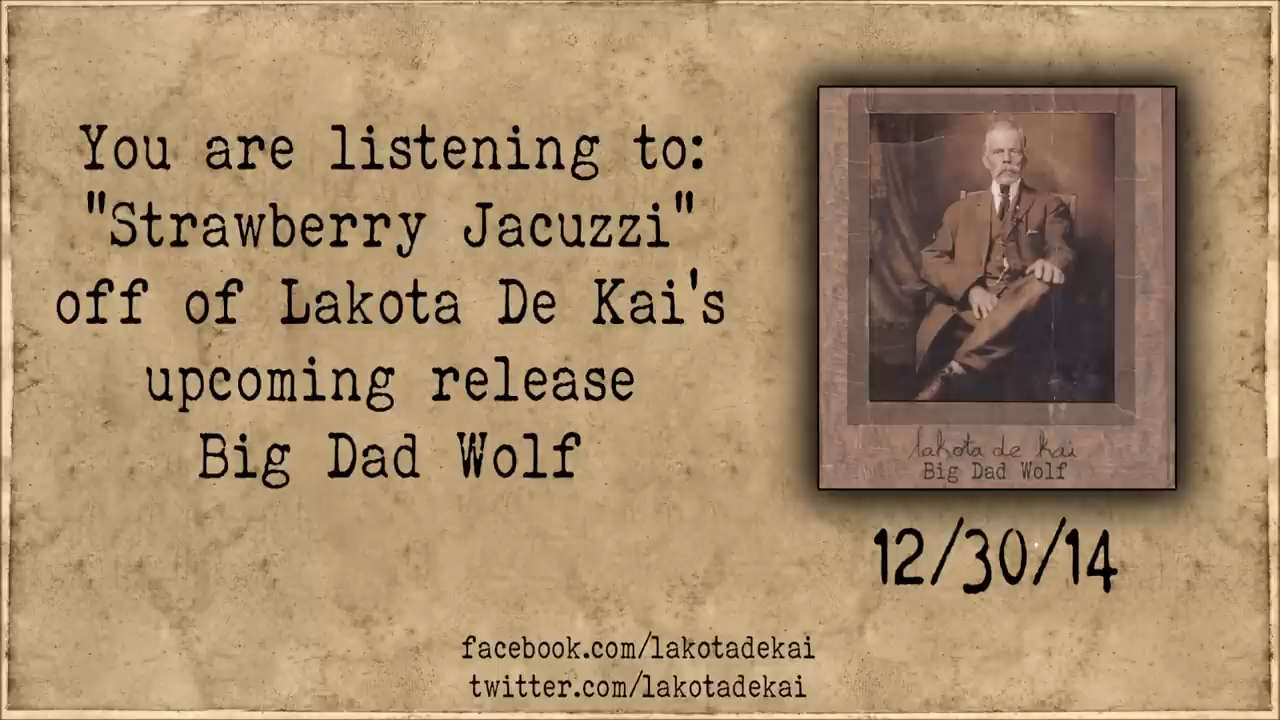 You are listening to:
"Strawberry Jacuzzi"
off of Lakota De Kai's
upcoming release
Big Dad Wolf
lakota de kai
Big Dad Wolf
12/30/14
facebook.com/lakotadekai
twitter.com/lakotadekai